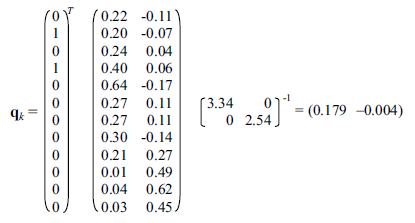 0 T 0.22 -0.11
1 0.20 -0.07
0 0.24 0.04
1 0.40 0.06
0 0.64 -0.17
q_k = 0 0.27 0.11 [3.34 0]⁻¹ = (0.179 -0.004)
0 0.27 0.11 [0 2.54]
0 0.30 -0.14
0 0.21 0.27
0 0.01 0.49
0 0.04 0.62
0 0.03 0.45